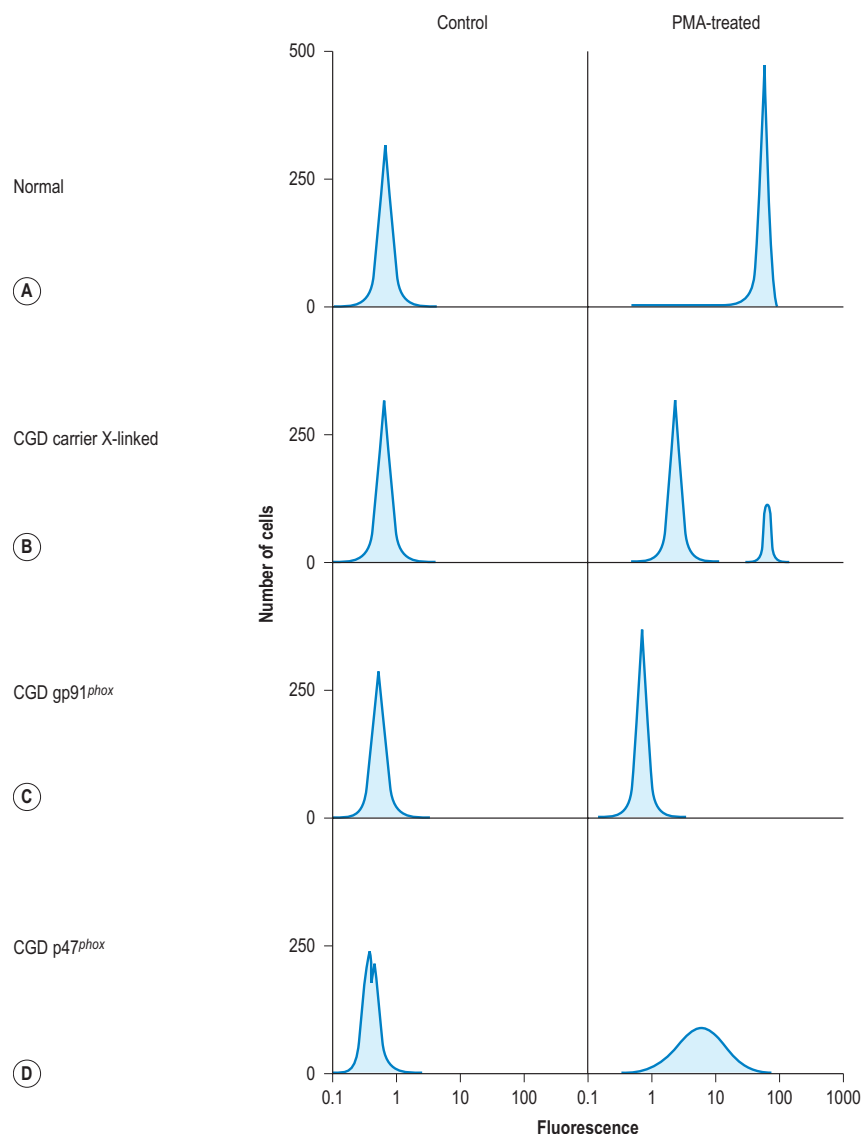 Control PMA-treated
500
250
0
Normal
A
250
0
CGD carrier X-linked
B
Number of cells
250
0
CGD gp91phox
C
250
0
CGD p47phox
D
0.1 1 10 100 0.1 1 10 100 1000
Fluorescence